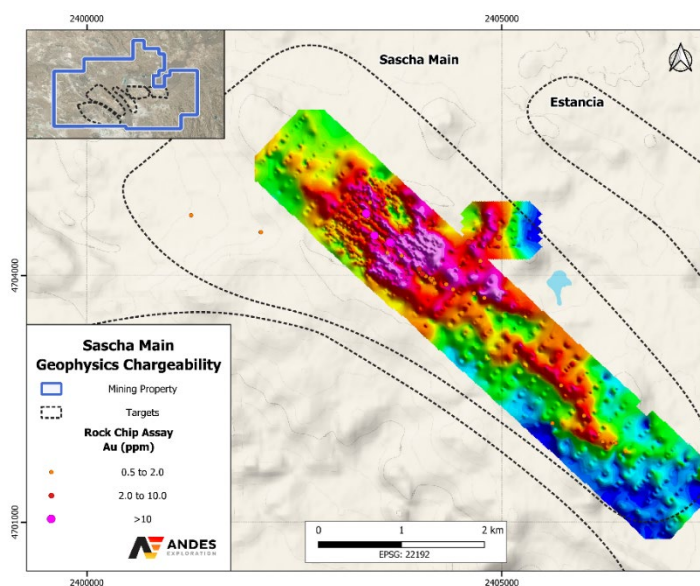 2400000
2405000
Sascha Main
Estancia
4704000
4701000
Sascha Main
Geophysics Chargeability
Mining Property
Targets
Rock Chip Assay
Au (ppm)
0.5 to 2.0
2.0 to 10.0
>10
ANDES
EXPLORATION
0 1 2 km
EPSG: 22192
2400000
2405000